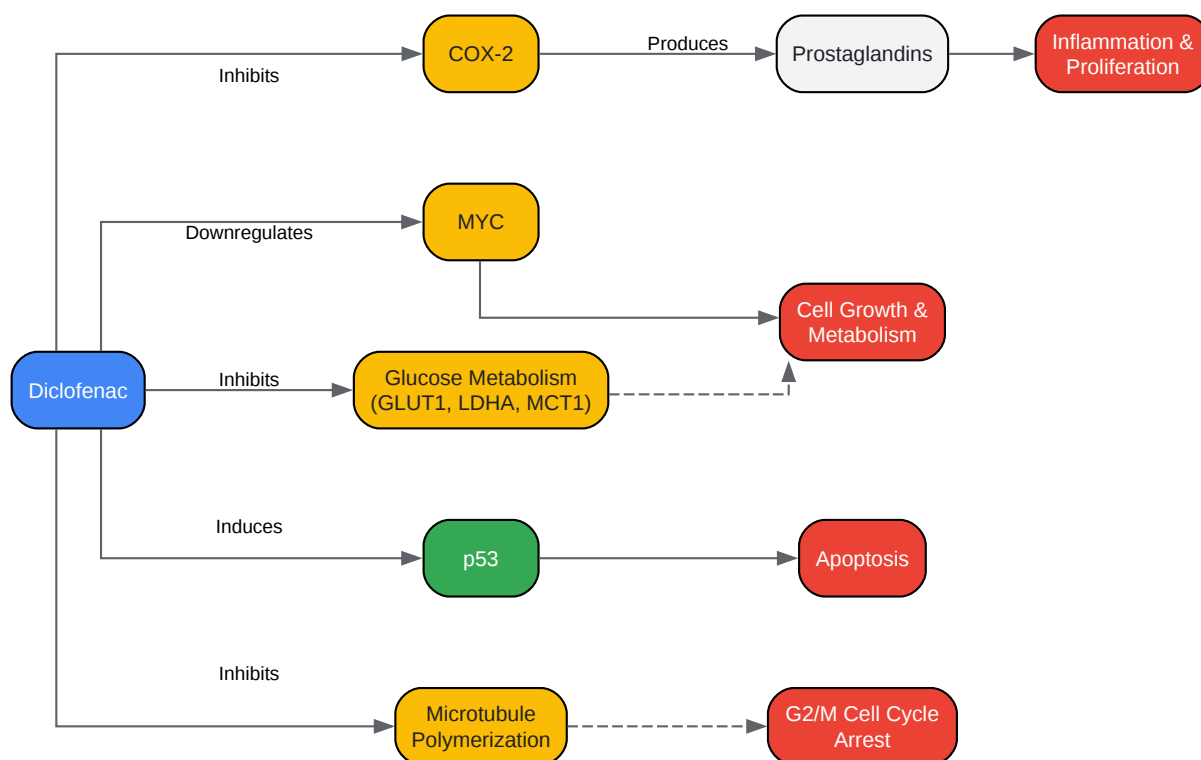 COX-2
Produces
Prostaglandins
Inflammation &
Proliferation
Inhibits
MYC
Downregulates
Cell Growth &
Metabolism
Diclofenac
Inhibits
Glucose Metabolism
(GLUT1, LDHA, MCT1)
Induces
p53
Apoptosis
Inhibits
Microtubule
Polymerization
G2/M Cell Cycle
Arrest